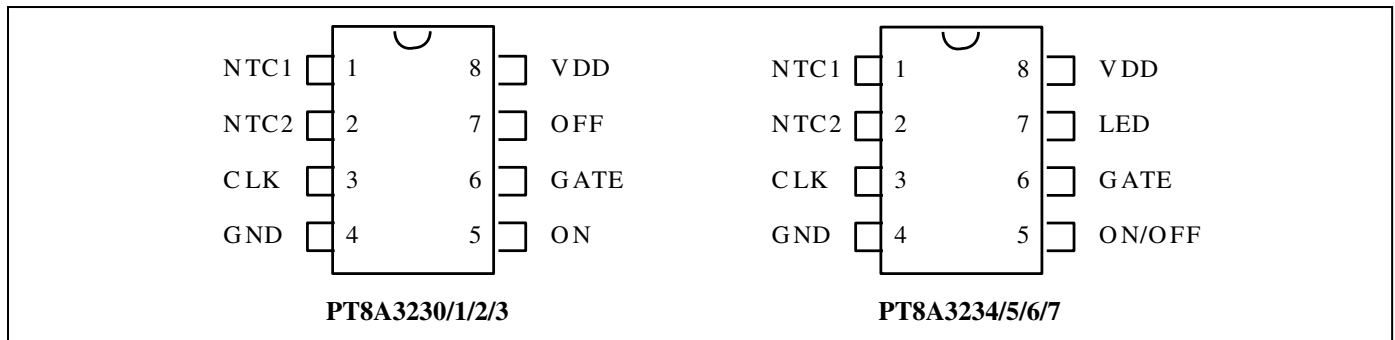 NTC1 1 8 VDD
NTC2 2 7 OFF
CLK 3 6 GATE
GND 4 5 ON
PT8A3230/1/2/3
NTC1 1 8 VDD
NTC2 2 7 LED
CLK 3 6 GATE
GND 4 5 ON/OFF
PT8A3234/5/6/7